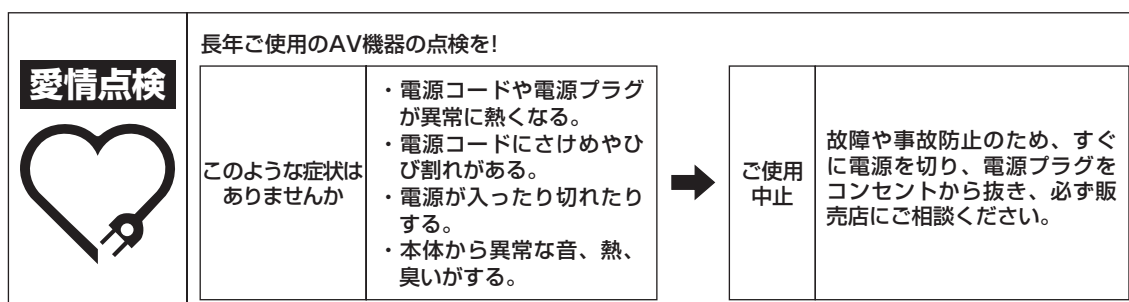 愛情点検
長年ご使用のAV機器の点検を!
このような症状は
ありませんか
・電源コードや電源プラグ
が異常に熱くなる。
・電源コードにさけめやひ
び割れがある。
・電源が入ったり切れたり
する。
・本体から異常な音、熱、
臭いがする。
ご使用
中止
故障や事故防止のため、すぐ
に電源を切り、電源プラグを
コンセントから抜き、必ず販
売店にご相談ください。